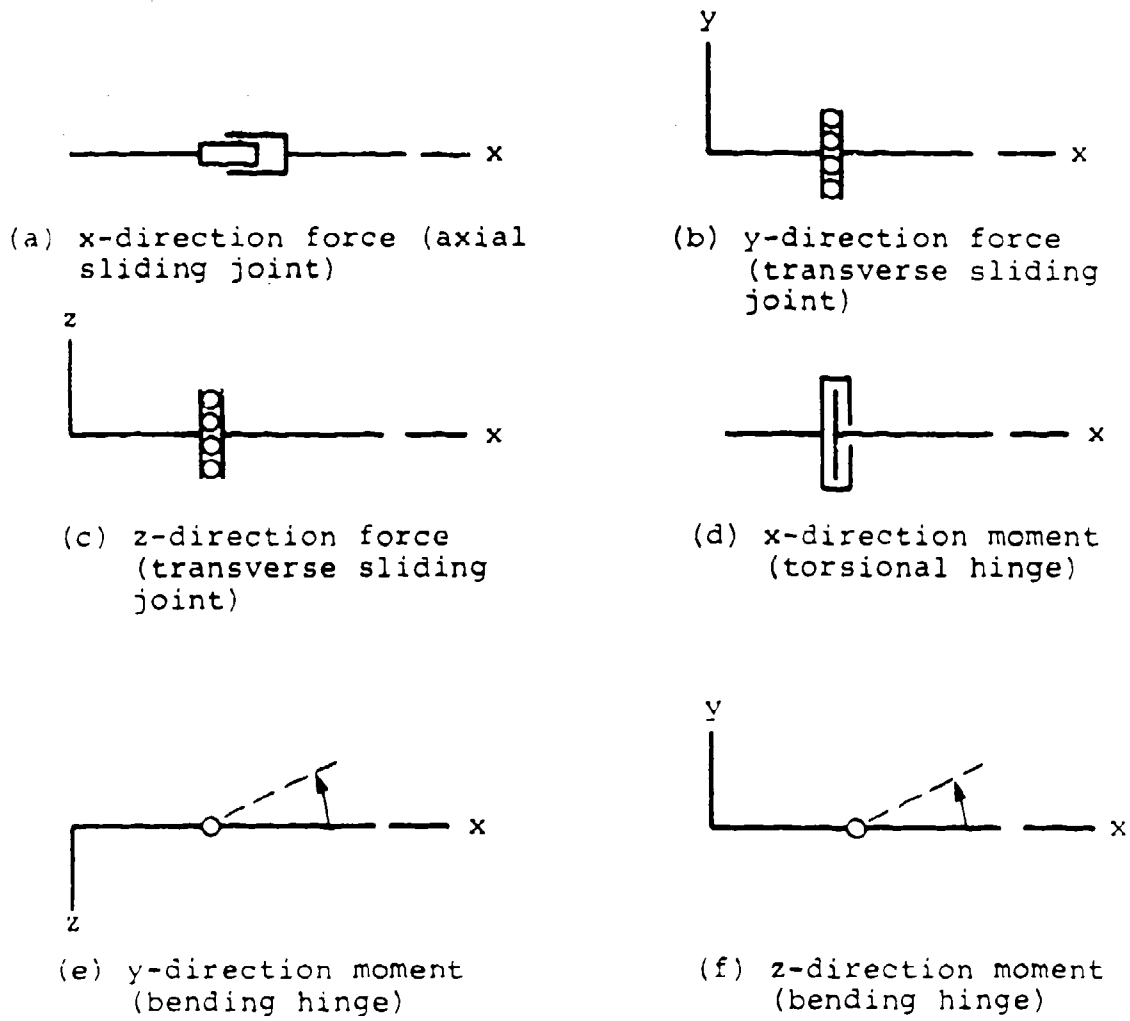 x
(a) x-direction force (axial
sliding joint)
y
x
(b) y-direction force
(transverse sliding
joint)
z
x
(c) z-direction force
(transverse sliding
joint)
x
(d) x-direction moment
(torsional hinge)
x
z
(e) y-direction moment
(bending hinge)
y
x
(f) z-direction moment
(bending hinge)